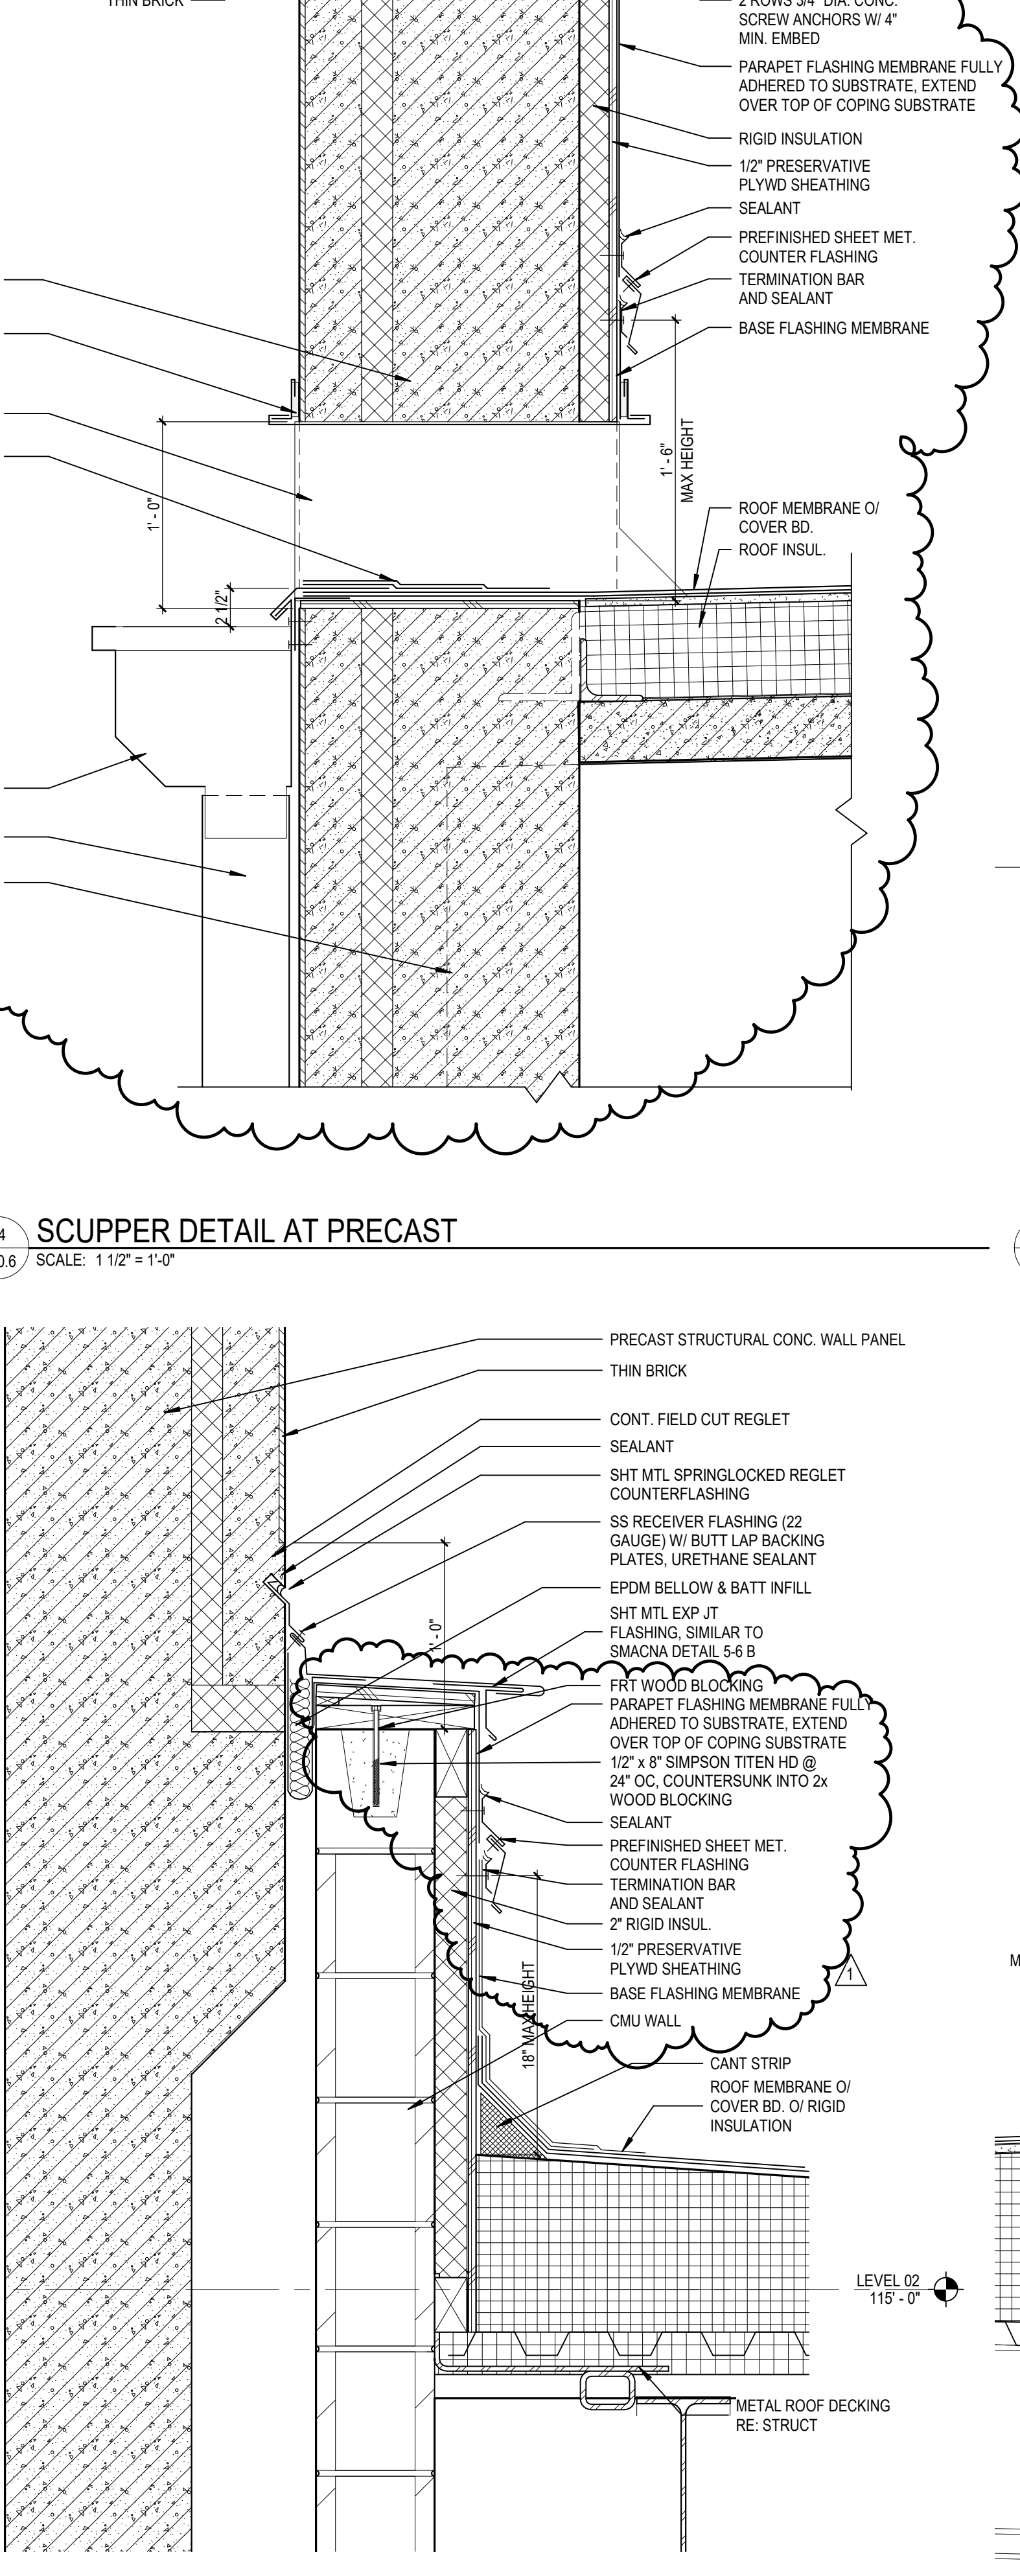 THIN BRICK
2 ROWS 3/4" DIA. CONC.
SCREW ANCHORS W/ 4"
MIN. EMBED
PARAPET FLASHING MEMBRANE FULLY
ADHERED TO SUBSTRATE, EXTEND
OVER TOP OF COPING SUBSTRATE
RIGID INSULATION
1/2" PRESERVATIVE
PLYWD SHEATHING
SEALANT
PREFINISHED SHEET MET.
COUNTER FLASHING
TERMINATION BAR
AND SEALANT
BASE FLASHING MEMBRANE
1' - 6"
MAX HEIGHT
1' - 0"
2 1/2"
ROOF MEMBRANE O/
COVER BD.
ROOF INSUL.
4
0.6
SCUPPER DETAIL AT PRECAST
SCALE: 1 1/2" = 1'-0"
PRECAST STRUCTURAL CONC. WALL PANEL
THIN BRICK
CONT. FIELD CUT REGLET
SEALANT
SHT MTL SPRINGLOCKED REGLET
COUNTERFLASHING
SS RECEIVER FLASHING (22
GAUGE) W/ BUTT LAP BACKING
PLATES, URETHANE SEALANT
EPDM BELLOW & BATT INFILL
SHT MTL EXP JT
FLASHING, SIMILAR TO
SMACNA DETAIL 5-6 B
1' - 0"
FRT WOOD BLOCKING
PARAPET FLASHING MEMBRANE FULLY
ADHERED TO SUBSTRATE, EXTEND
OVER TOP OF COPING SUBSTRATE
1/2" x 8" SIMPSON TITEN HD @
24" OC, COUNTERSUNK INTO 2x
WOOD BLOCKING
SEALANT
PREFINISHED SHEET MET.
COUNTER FLASHING
TERMINATION BAR
AND SEALANT
2" RIGID INSUL.
1/2" PRESERVATIVE
PLYWD SHEATHING
BASE FLASHING MEMBRANE
CMU WALL
1
M
18" MAX HEIGHT
CANT STRIP
ROOF MEMBRANE O/
COVER BD. O/ RIGID
INSULATION
LEVEL 02
115' - 0"
METAL ROOF DECKING
RE: STRUCT